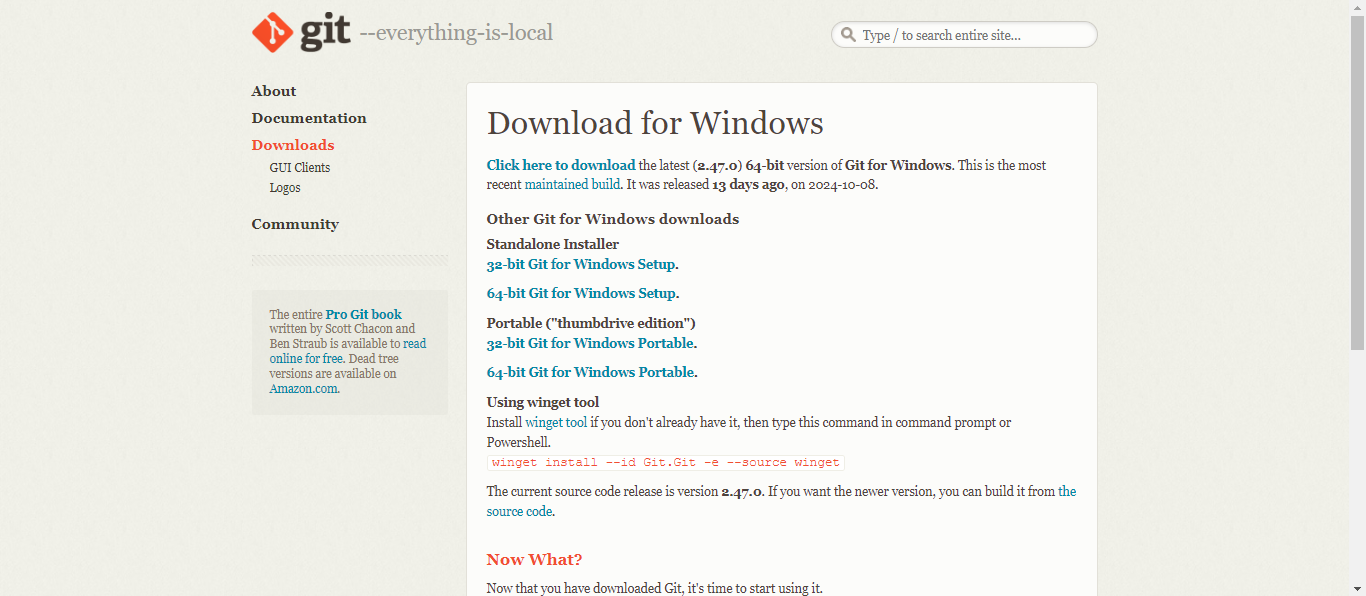 git --everything-is-local
Type / to search entire site...
About
Documentation
Downloads
GUI Clients
Logos
Community
The entire Pro Git book
written by Scott Chacon and
Ben Straub is available to read
online for free. Dead tree
versions are available on
Amazon.com.
Download for Windows
Click here to download the latest (2.47.0) 64-bit version of Git for Windows. This is the most
recent maintained build. It was released 13 days ago, on 2024-10-08.
Other Git for Windows downloads
Standalone Installer
32-bit Git for Windows Setup.
64-bit Git for Windows Setup.
Portable ("thumbdrive edition")
32-bit Git for Windows Portable.
64-bit Git for Windows Portable.
Using winget tool
Install winget tool if you don't already have it, then type this command in command prompt or
Powershell.
winget install --id Git.Git -e --source winget
The current source code release is version 2.47.0. If you want the newer version, you can build it from the
source code.
Now What?
Now that you have downloaded Git, it's time to start using it.